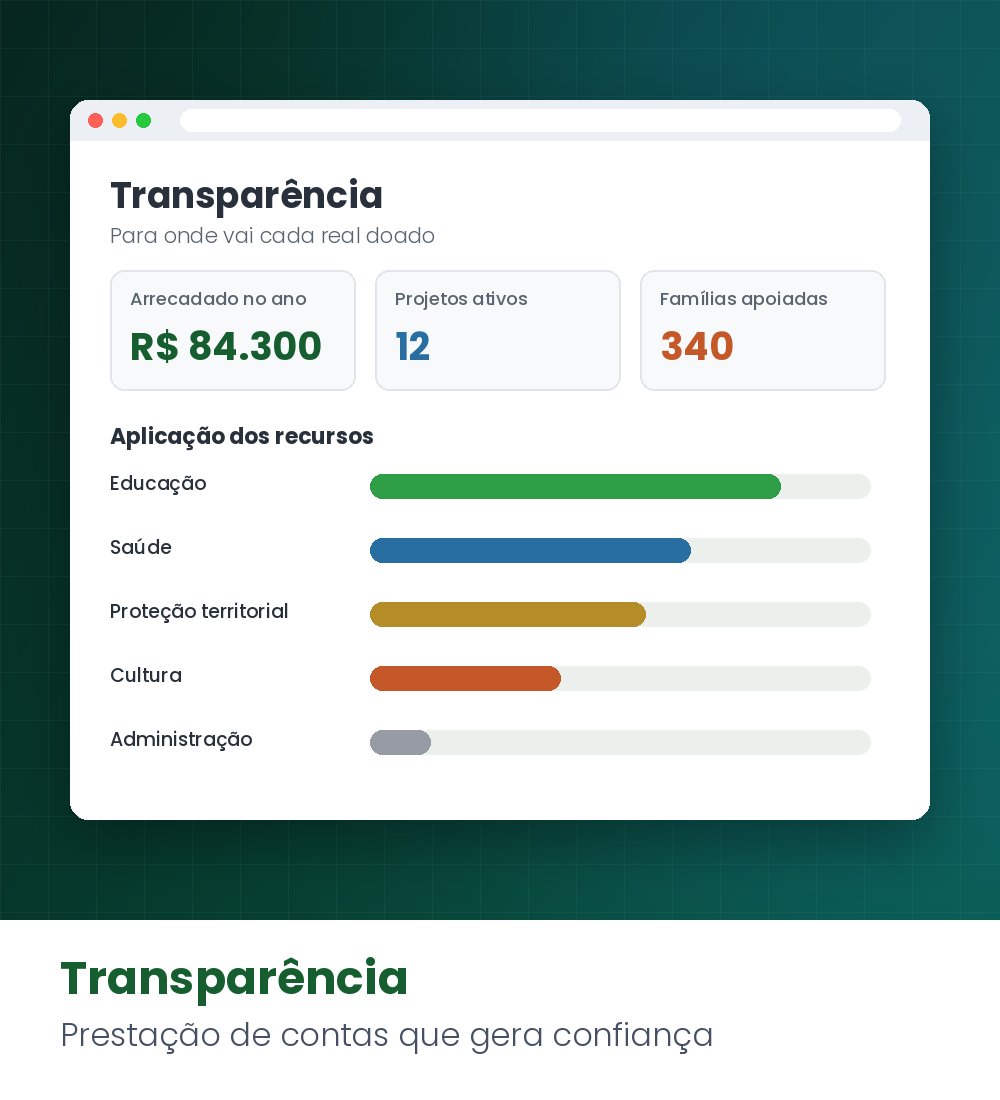 Transparência
Para onde vai cada real doado
Arrecadado no ano
R$ 84.300
Projetos ativos
12
Famílias apoiadas
340
Aplicação dos recursos
Educação
Saúde
Proteção territorial
Cultura
Administração
Transparência
Prestação de contas que gera confiança